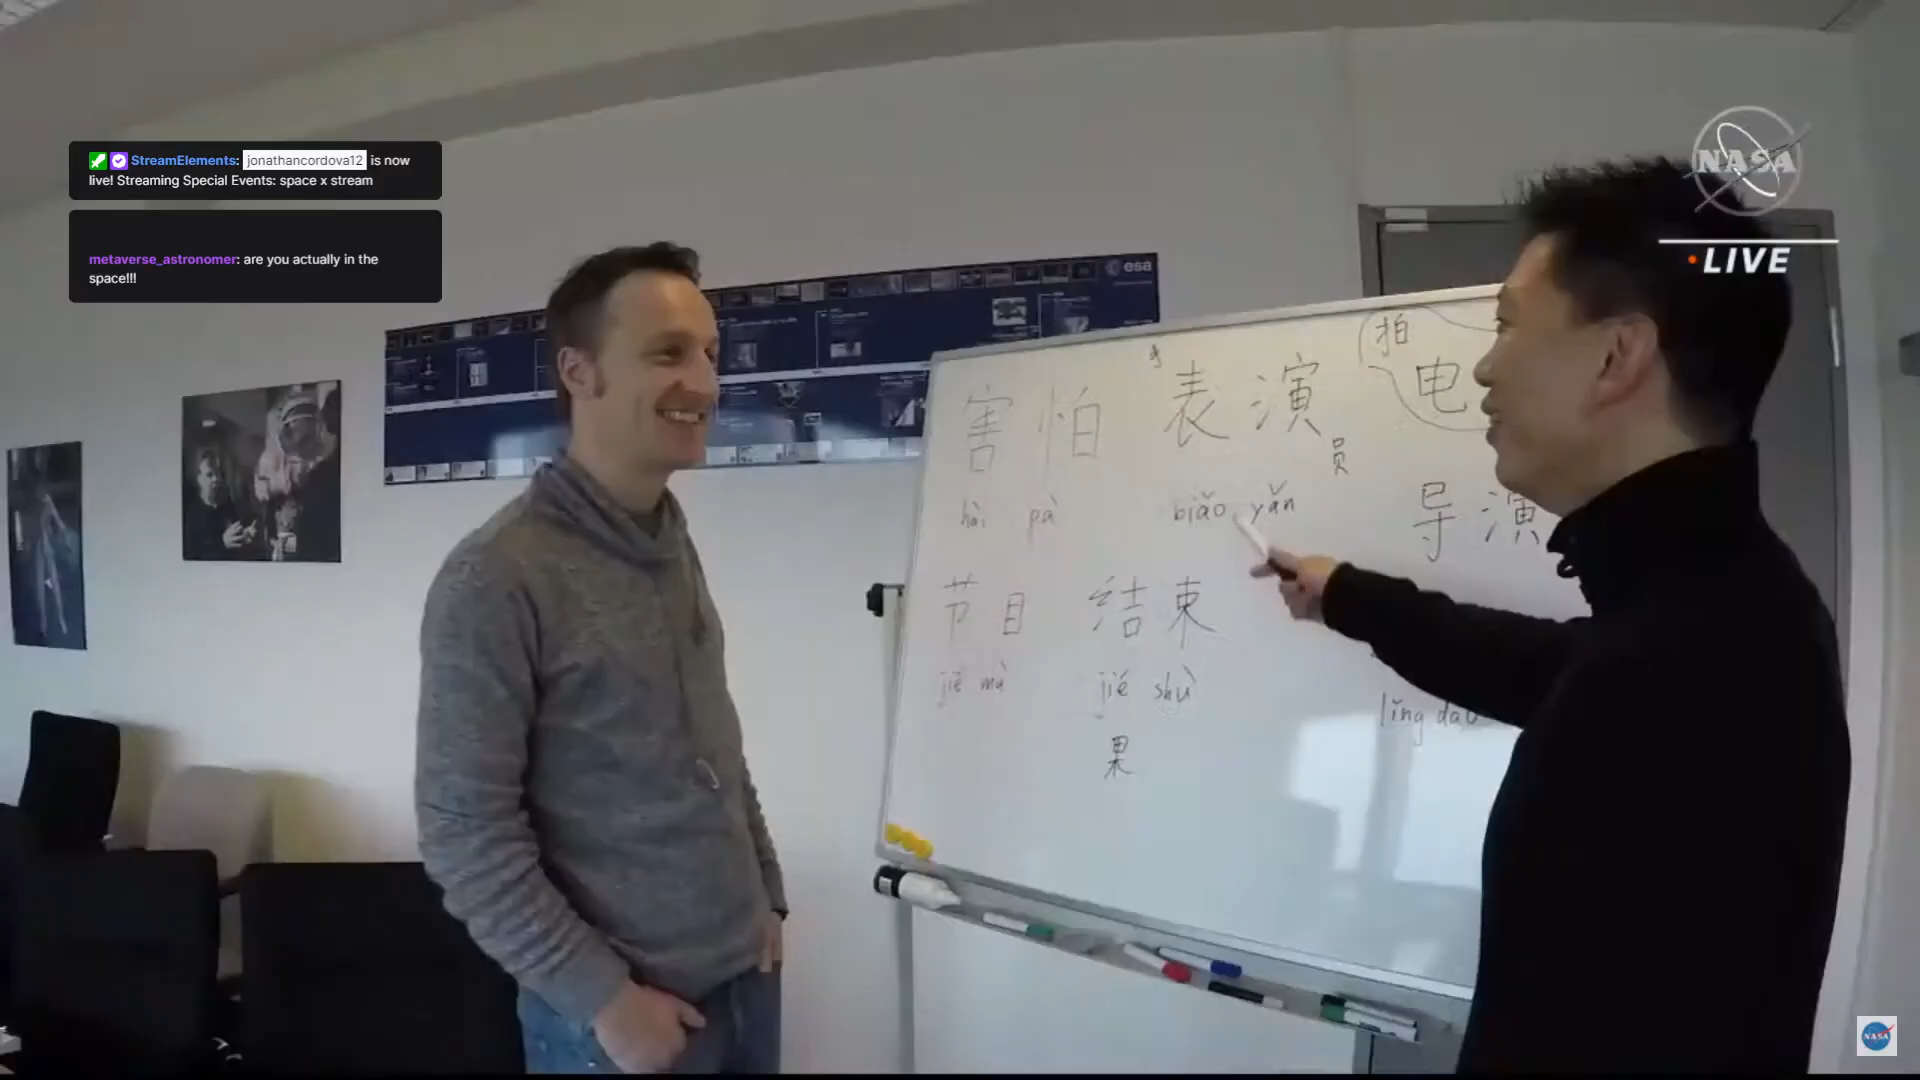 StreamElements: jonathancordova12 is now
live! Streaming Special Events: space x stream
metaverse_astronomer: are you actually in the
space!!!
NASA
LIVE
esa
拍
电
害怕
表演
员
hài pà
biǎo yǎn
导演
节目
结束
jié mù
jié shù
果
lǐng dǎo
NASA